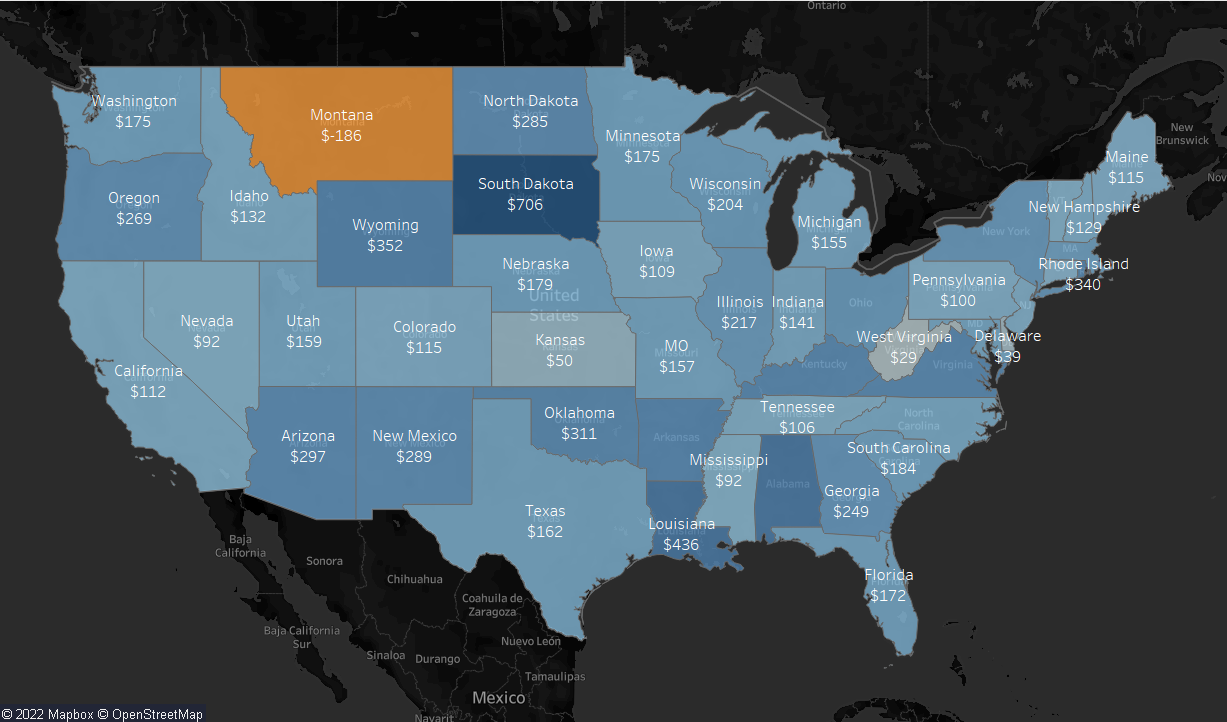 Ontario
Washington
$175
Montana
$-186
North Dakota
$285
Minnesota
$175
New
Brunswick
Maine
$115
Oregon
$269
Idaho
$132
South Dakota
$706
Wisconsin
$204
Wyoming
$352
Michigan
$155
New Hampshire
$129
New York
VT
MA
Nebraska
$179
Iowa
$109
Rhode Island
$340
United
States
Pennsylvania
$100
Illinois
$217
Indiana
$141
Ohio
NJ
MD
Nevada
$92
Utah
$159
Colorado
$115
Kansas
$50
MO
Missouri
$157
West Virginia
$29
Delaware
$39
California
$112
Kentucky
Virginia
Oklahoma
$311
Tennessee
$106
North
Carolina
Arizona
$297
New Mexico
$289
Arkansas
South Carolina
$184
Mississippi
$92
Alabama
Georgia
$249
Texas
$162
Louisiana
$436
Florida
$172
Baja
California
Sonora
Chihuahua
Coahuila de
Zaragoza
Baja California
Sur
Sinaloa
Durango
Nuevo León
Tamaulipas
Mexico
Nayarit
© 2022 Mapbox © OpenStreetMap